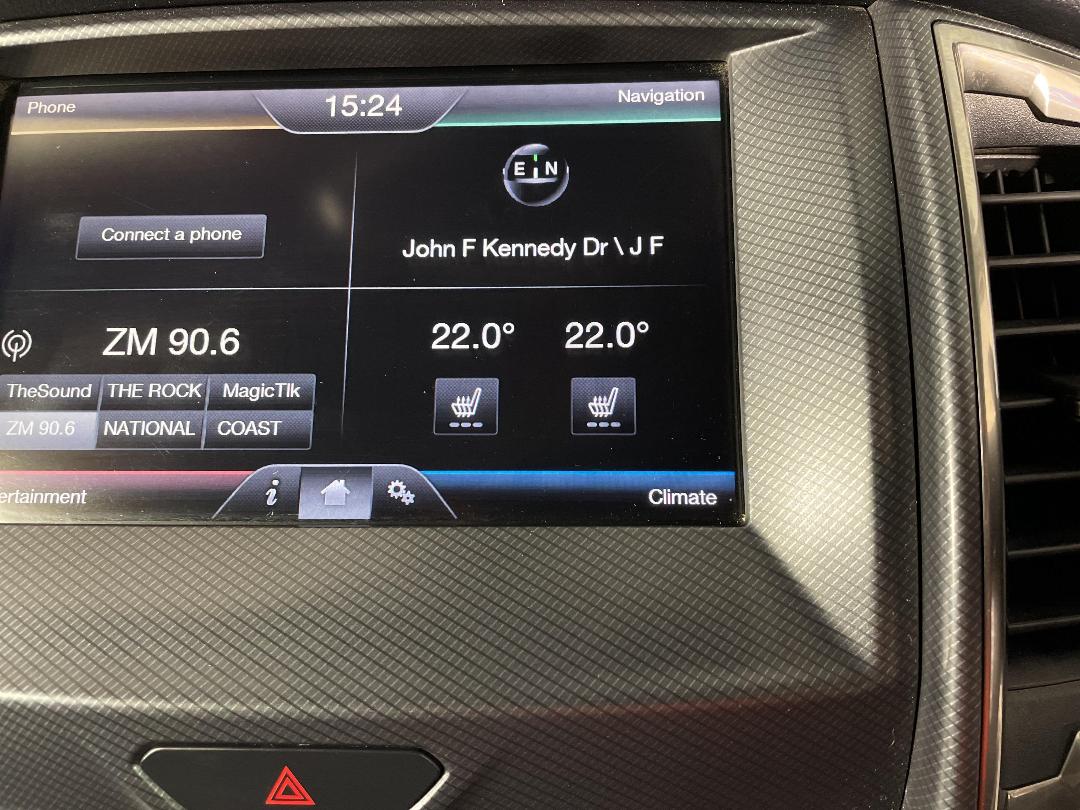 Phone
15:24
Navigation
E N
Connect a phone
John F Kennedy Dr \ J F
ZM 90.6
22.0° 22.0°
TheSound THE ROCK MagicTlk
ZM 90.6 NATIONAL COAST
ertainment
i
Climate